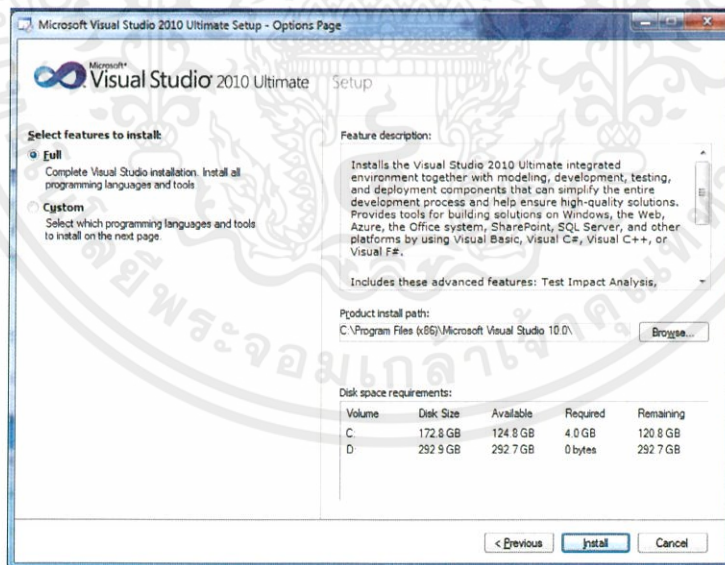 Microsoft Visual Studio 2010 Ultimate Setup - Options Page
Microsoft®
Visual Studio® 2010 Ultimate Setup
Select features to install:
Full
Complete Visual Studio installation. Install all
programming languages and tools
Custom
Select which programming languages and tools
to install on the next page.
Feature description:
Installs the Visual Studio 2010 Ultimate integrated
environment together with modeling, development, testing,
and deployment components that can simplify the entire
development process and help ensure high-quality solutions.
Provides tools for building solutions on Windows, the Web,
Azure, the Office system, SharePoint, SQL Server, and other
platforms by using Visual Basic, Visual C#, Visual C++, or
Visual F#.
Includes these advanced features: Test Impact Analysis,
Product install path:
C:\Program Files (x86)\Microsoft Visual Studio 10.0\
Browse...
Disk space requirements:
Volume Disk Size Available Required Remaining
C: 172.8 GB 124.8 GB 4.0 GB 120.8 GB
D: 292.9 GB 292.7 GB 0 bytes 292.7 GB
< Previous Install Cancel